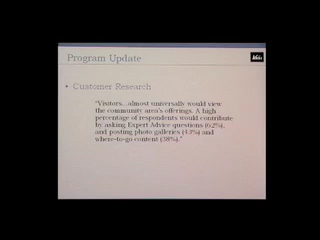 Program Update
• Customer Research
"Visitors...almost universally would view
the community area's offerings. A high
percentage of respondents would contribute
by asking Expert Advice questions (62%),
and posting photo galleries (43%) and
where-to-go content (38%)."